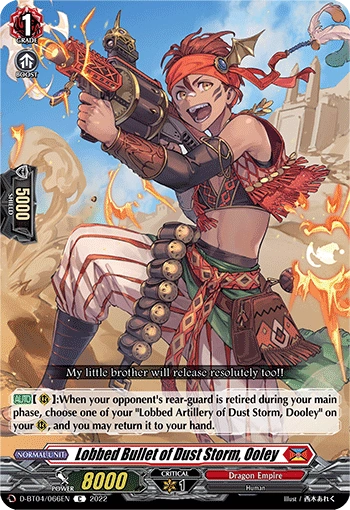 1
GRADE
BOOST
5000
SHIELD
My little brother will release resolutely too!!
AUTO [ R ]:When your opponent's rear-guard is retired during your main
phase, choose one of your "Lobbed Artillery of Dust Storm, Dooley" on
your R, and you may return it to your hand.
NORMAL UNIT
Lobbed Bullet of Dust Storm, Ooley
POWER 8000
CRITICAL
1
Dragon Empire
Human
D-BT04/066EN C 2022
Illust / 西木あれく